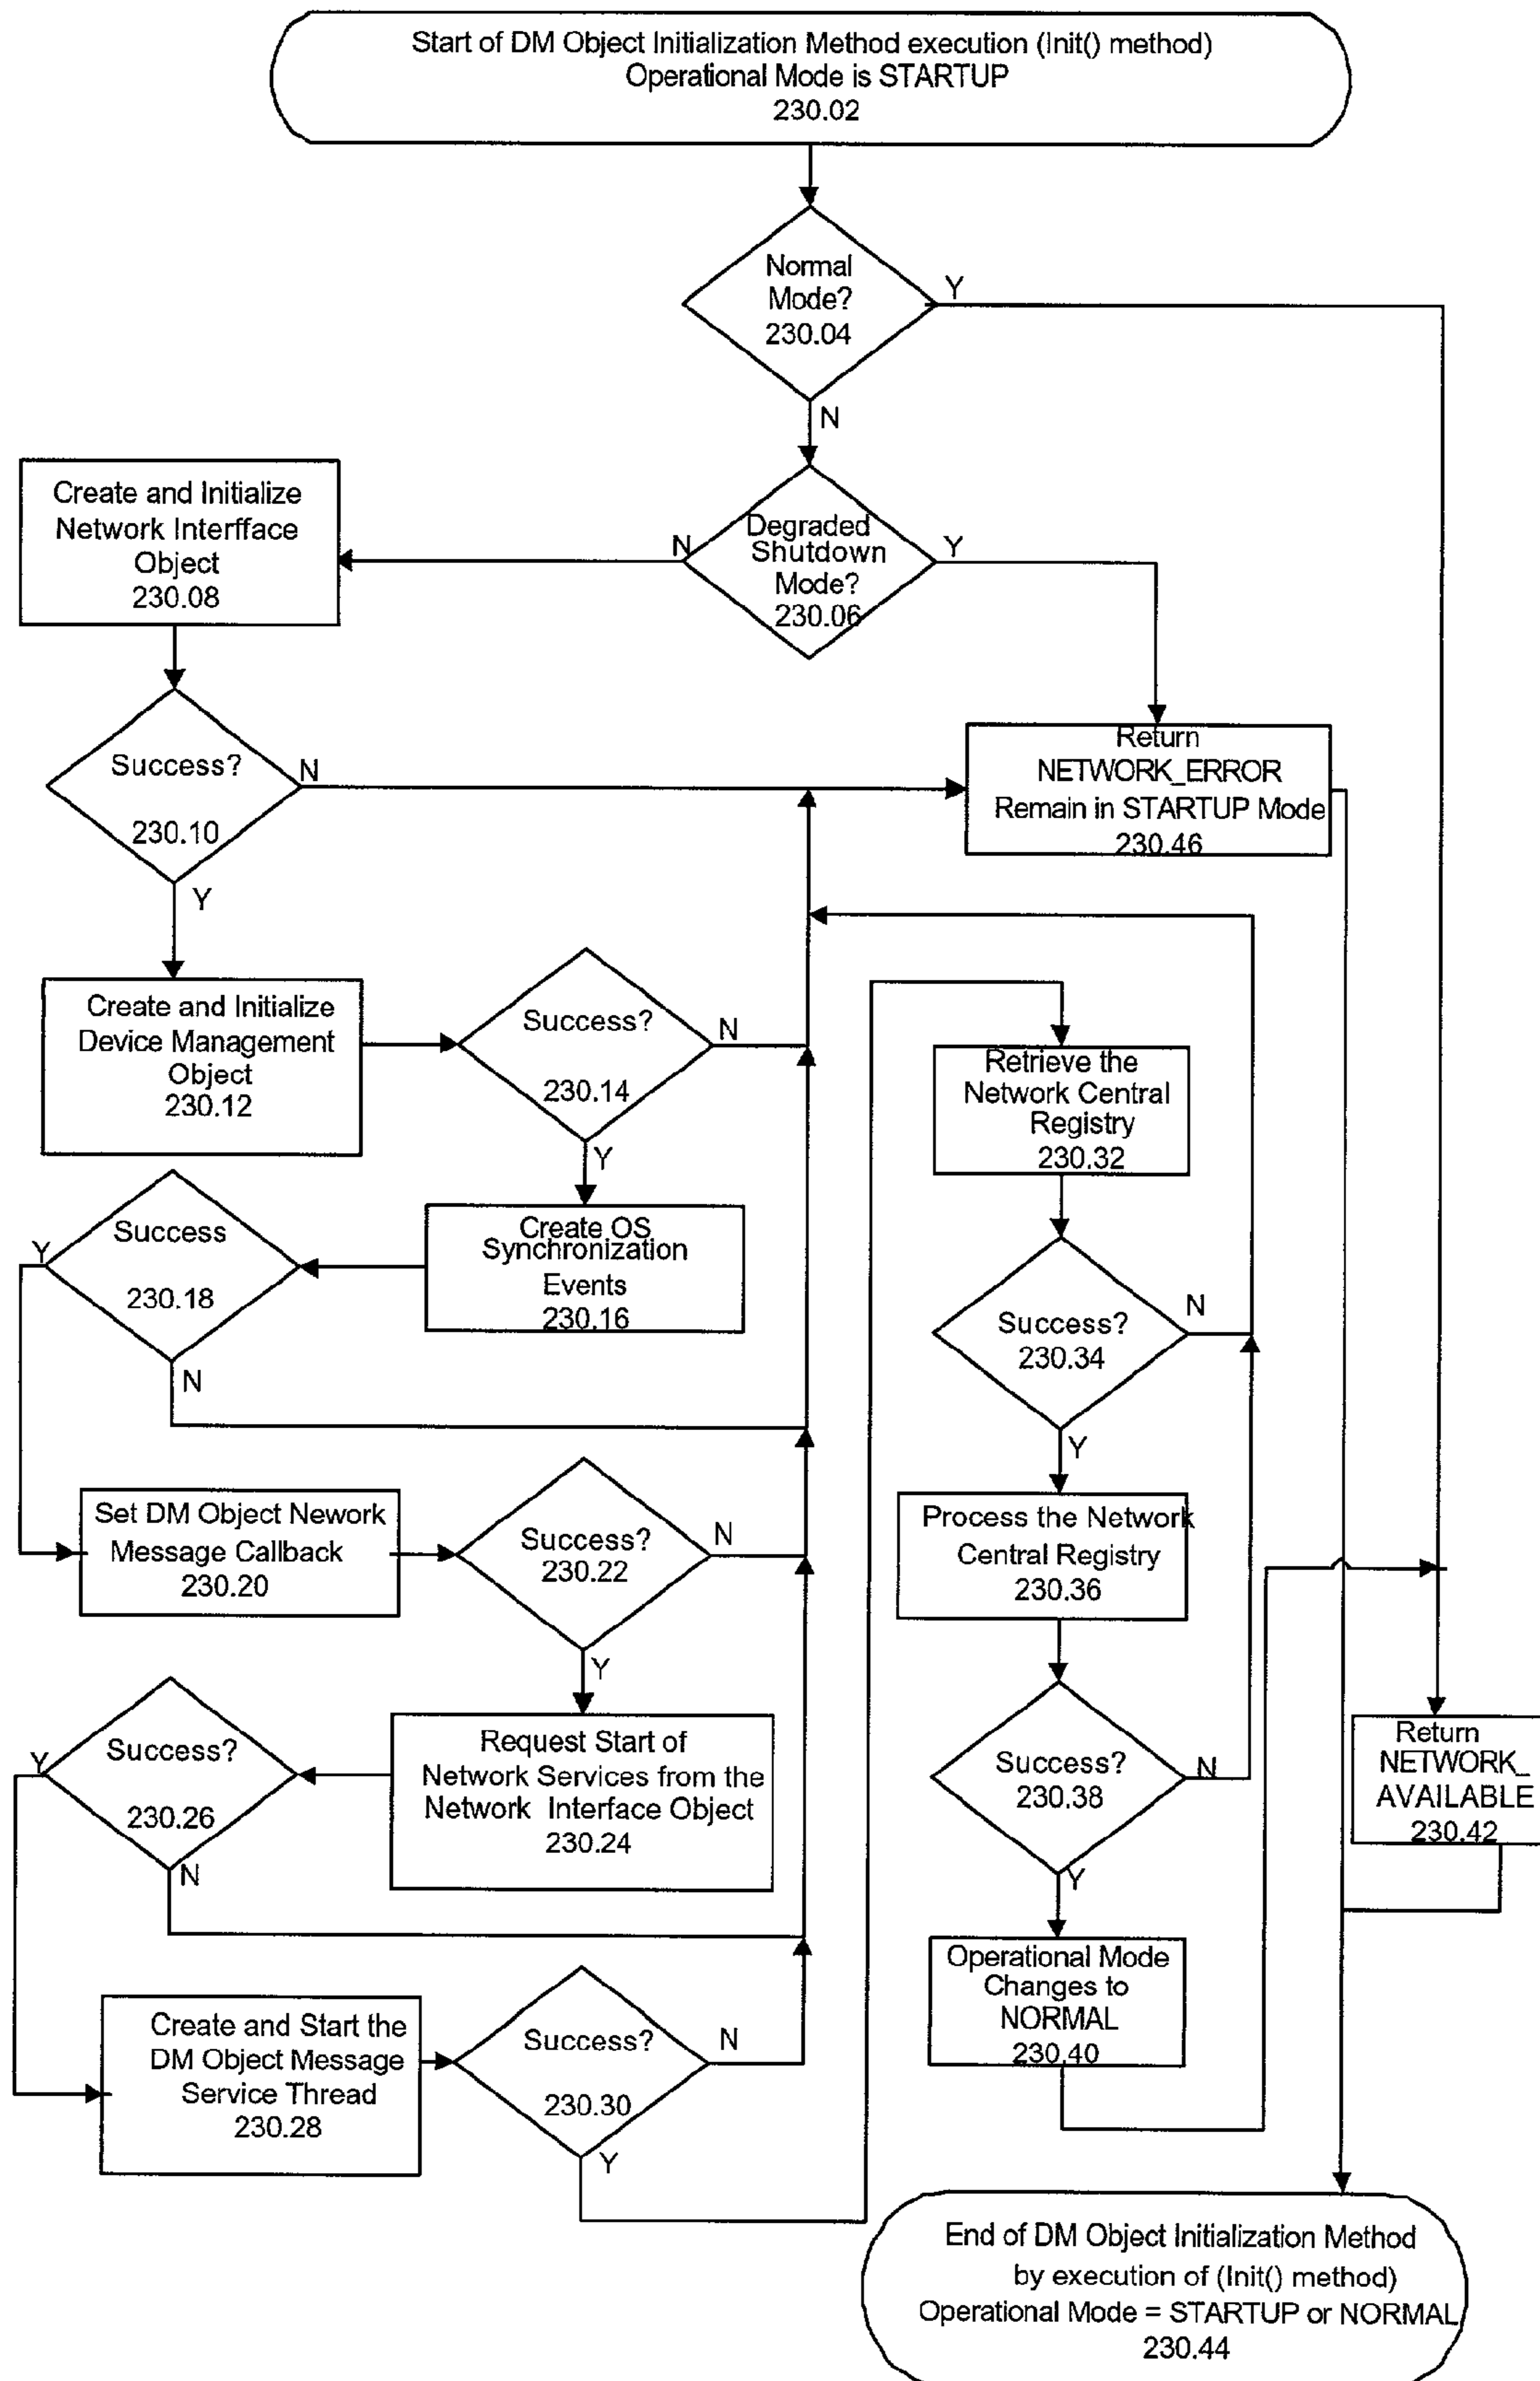 Start of DM Object Initialization Method execution (Init() method)
Operational Mode is STARTUP
230.02
Normal
Mode?
230.04
Y
N
Degraded
Shutdown
Mode?
230.06
N
Y
Create and Initialize
Network Interfface
Object
230.08
Success?
230.10
N
Y
Return
NETWORK_ERROR
Remain in STARTUP Mode
230.46
Create and Initialize
Device Management
Object
230.12
Success?
230.14
N
Y
Create OS
Synchronization
Events
230.16
Success
230.18
Y
N
Set DM Object Nework
Message Callback
230.20
Success?
230.22
N
Y
Request Start of
Network Services from the
Network Interface Object
230.24
Success?
230.26
Y
N
Create and Start the
DM Object Message
Service Thread
230.28
Success?
230.30
N
Y
Retrieve the
Network Central
Registry
230.32
Success?
230.34
N
Y
Process the Network
Central Registry
230.36
Success?
230.38
N
Y
Operational Mode
Changes to
NORMAL
230.40
Return
NETWORK_
AVAILABLE
230.42
End of DM Object Initialization Method
by execution of (Init() method)
Operational Mode = STARTUP or NORMAL
230.44